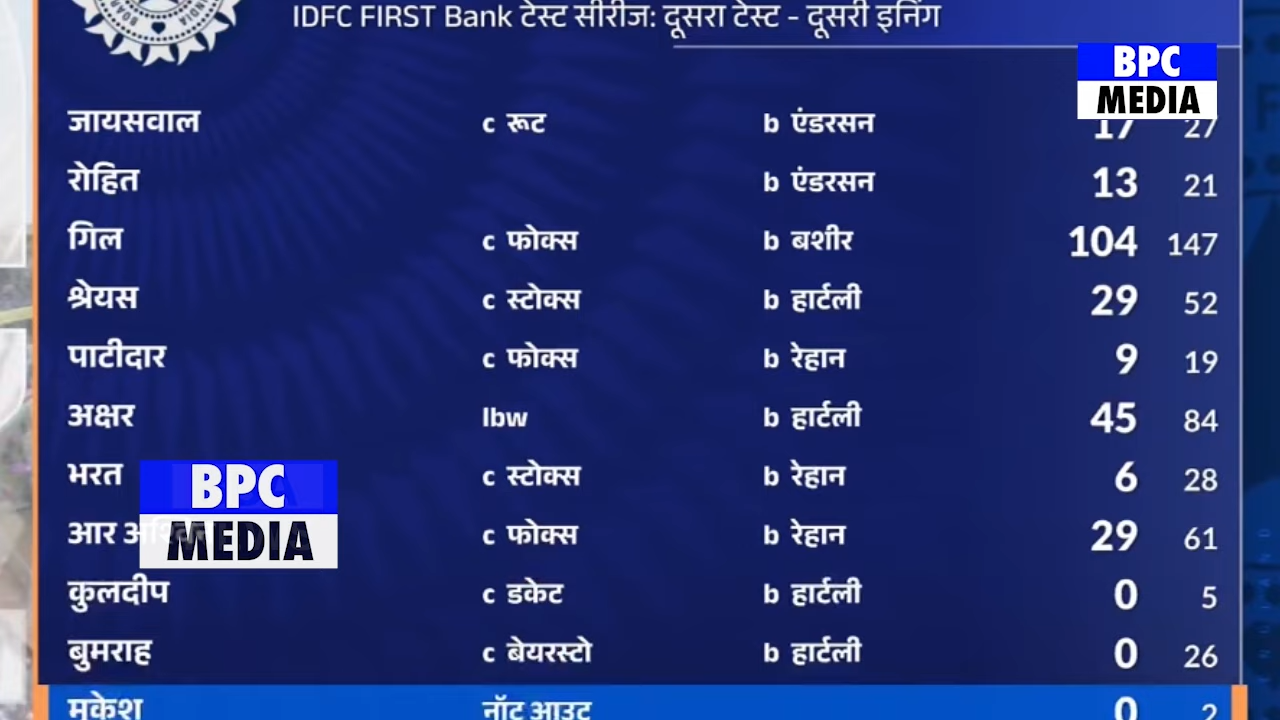 IDFC FIRST Bank टेस्ट सीरीज: दूसरा टेस्ट - दूसरी इनिंग
BPC
MEDIA
जायसवाल c रूट b एंडरसन 17 27
रोहित b एंडरसन 13 21
गिल c फोक्स b बशीर 104 147
श्रेयस c स्टोक्स b हार्टली 29 52
पाटीदार c फोक्स b रेहान 9 19
अक्षर lbw b हार्टली 45 84
भरत c स्टोक्स b रेहान 6 28
BPC
MEDIA
आर c फोक्स b रेहान 29 61
कुलदीप c डकेट b हार्टली 0 5
बुमराह c बेयरस्टो b हार्टली 0 26
मुकेश नॉट आउट 0 2